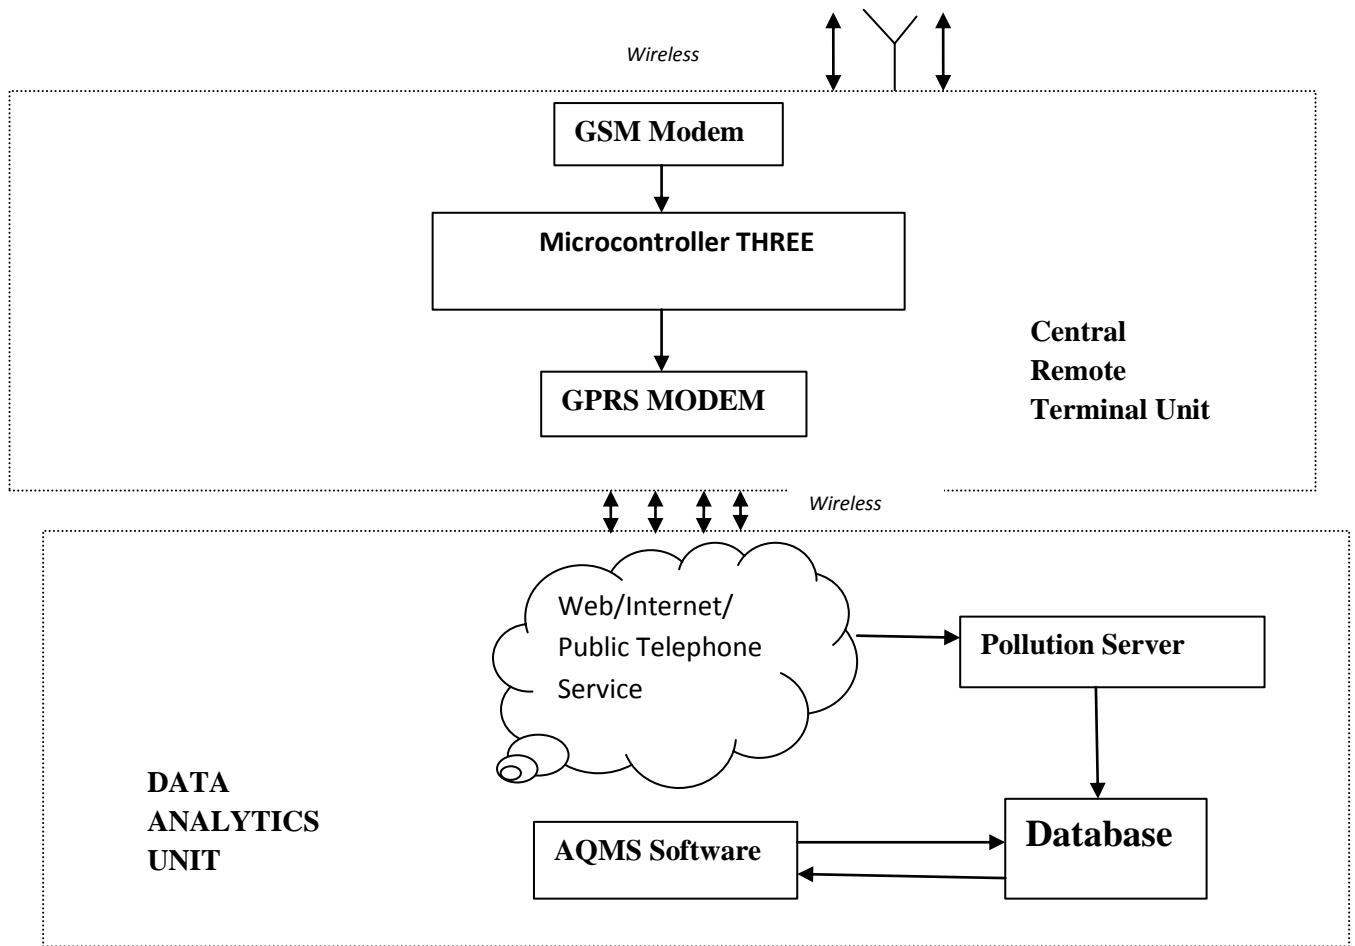 Wireless
GSM Modem
Microcontroller THREE
Central
Remote
Terminal Unit
GPRS MODEM
Wireless
Web/Internet/
Public Telephone
Service
Pollution Server
DATA
ANALYTICS
UNIT
AQMS Software
Database